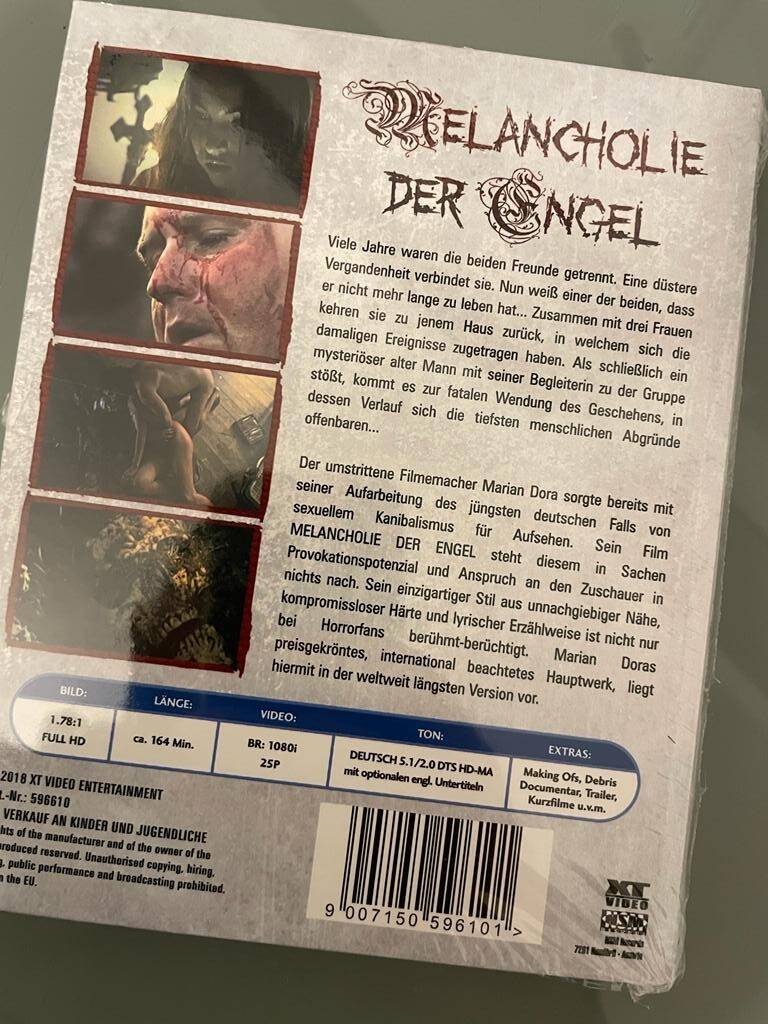 MELANCHOLIE
DER ENGEL
Viele Jahre waren die beiden Freunde getrennt. Eine düstere
Vergandenheit verbindet sie. Nun weiß einer der beiden, dass
er nicht mehr lange zu leben hat... Zusammen mit drei Frauen
kehren sie zu jenem Haus zurück, in welchem sich die
damaligen Ereignisse zugetragen haben. Als schließlich ein
mysteriöser alter Mann mit seiner Begleiterin zu der Gruppe
stößt, kommt es zur fatalen Wendung des Geschehens, in
dessen Verlauf sich die tiefsten menschlichen Abgründe
offenbaren...
Der umstrittene Filmemacher Marian Dora sorgte bereits mit
seiner Aufarbeitung des jüngsten deutschen Falls von
sexuellem Kanibalismus für Aufsehen. Sein Film
MELANCHOLIE DER ENGEL steht diesem in Sachen
Provokationspotenzial und Anspruch an den Zuschauer in
nichts nach. Sein einzigartiger Stil aus unnachgiebiger Nähe,
kompromissloser Härte und lyrischer Erzählweise ist nicht nur
bei Horrorfans berühmt-berüchtigt. Marian Doras
preisgekröntes, international beachtetes Hauptwerk, liegt
hiermit in der weltweit längsten Version vor.
BILD:
1.78:1
FULL HD
LÄNGE:
ca. 164 Min.
VIDEO:
BR: 1080i
25P
TON:
DEUTSCH 5.1/2.0 DTS HD-MA
mit optionalen engl. Untertiteln
EXTRAS:
Making Ofs, Debris
Documentar, Trailer,
Kurzfilme u.v.m.
2018 XT VIDEO ENTERTAINMENT
t.-Nr.: 596610
VERKAUF AN KINDER UND JUGENDLICHE
hts of the manufacturer and of the owner of the
roduced reserved. Unauthorised copying, hiring,
g, public performance and broadcasting prohibited.
n the EU.
9 007150 596101 >
XT
VIDEO